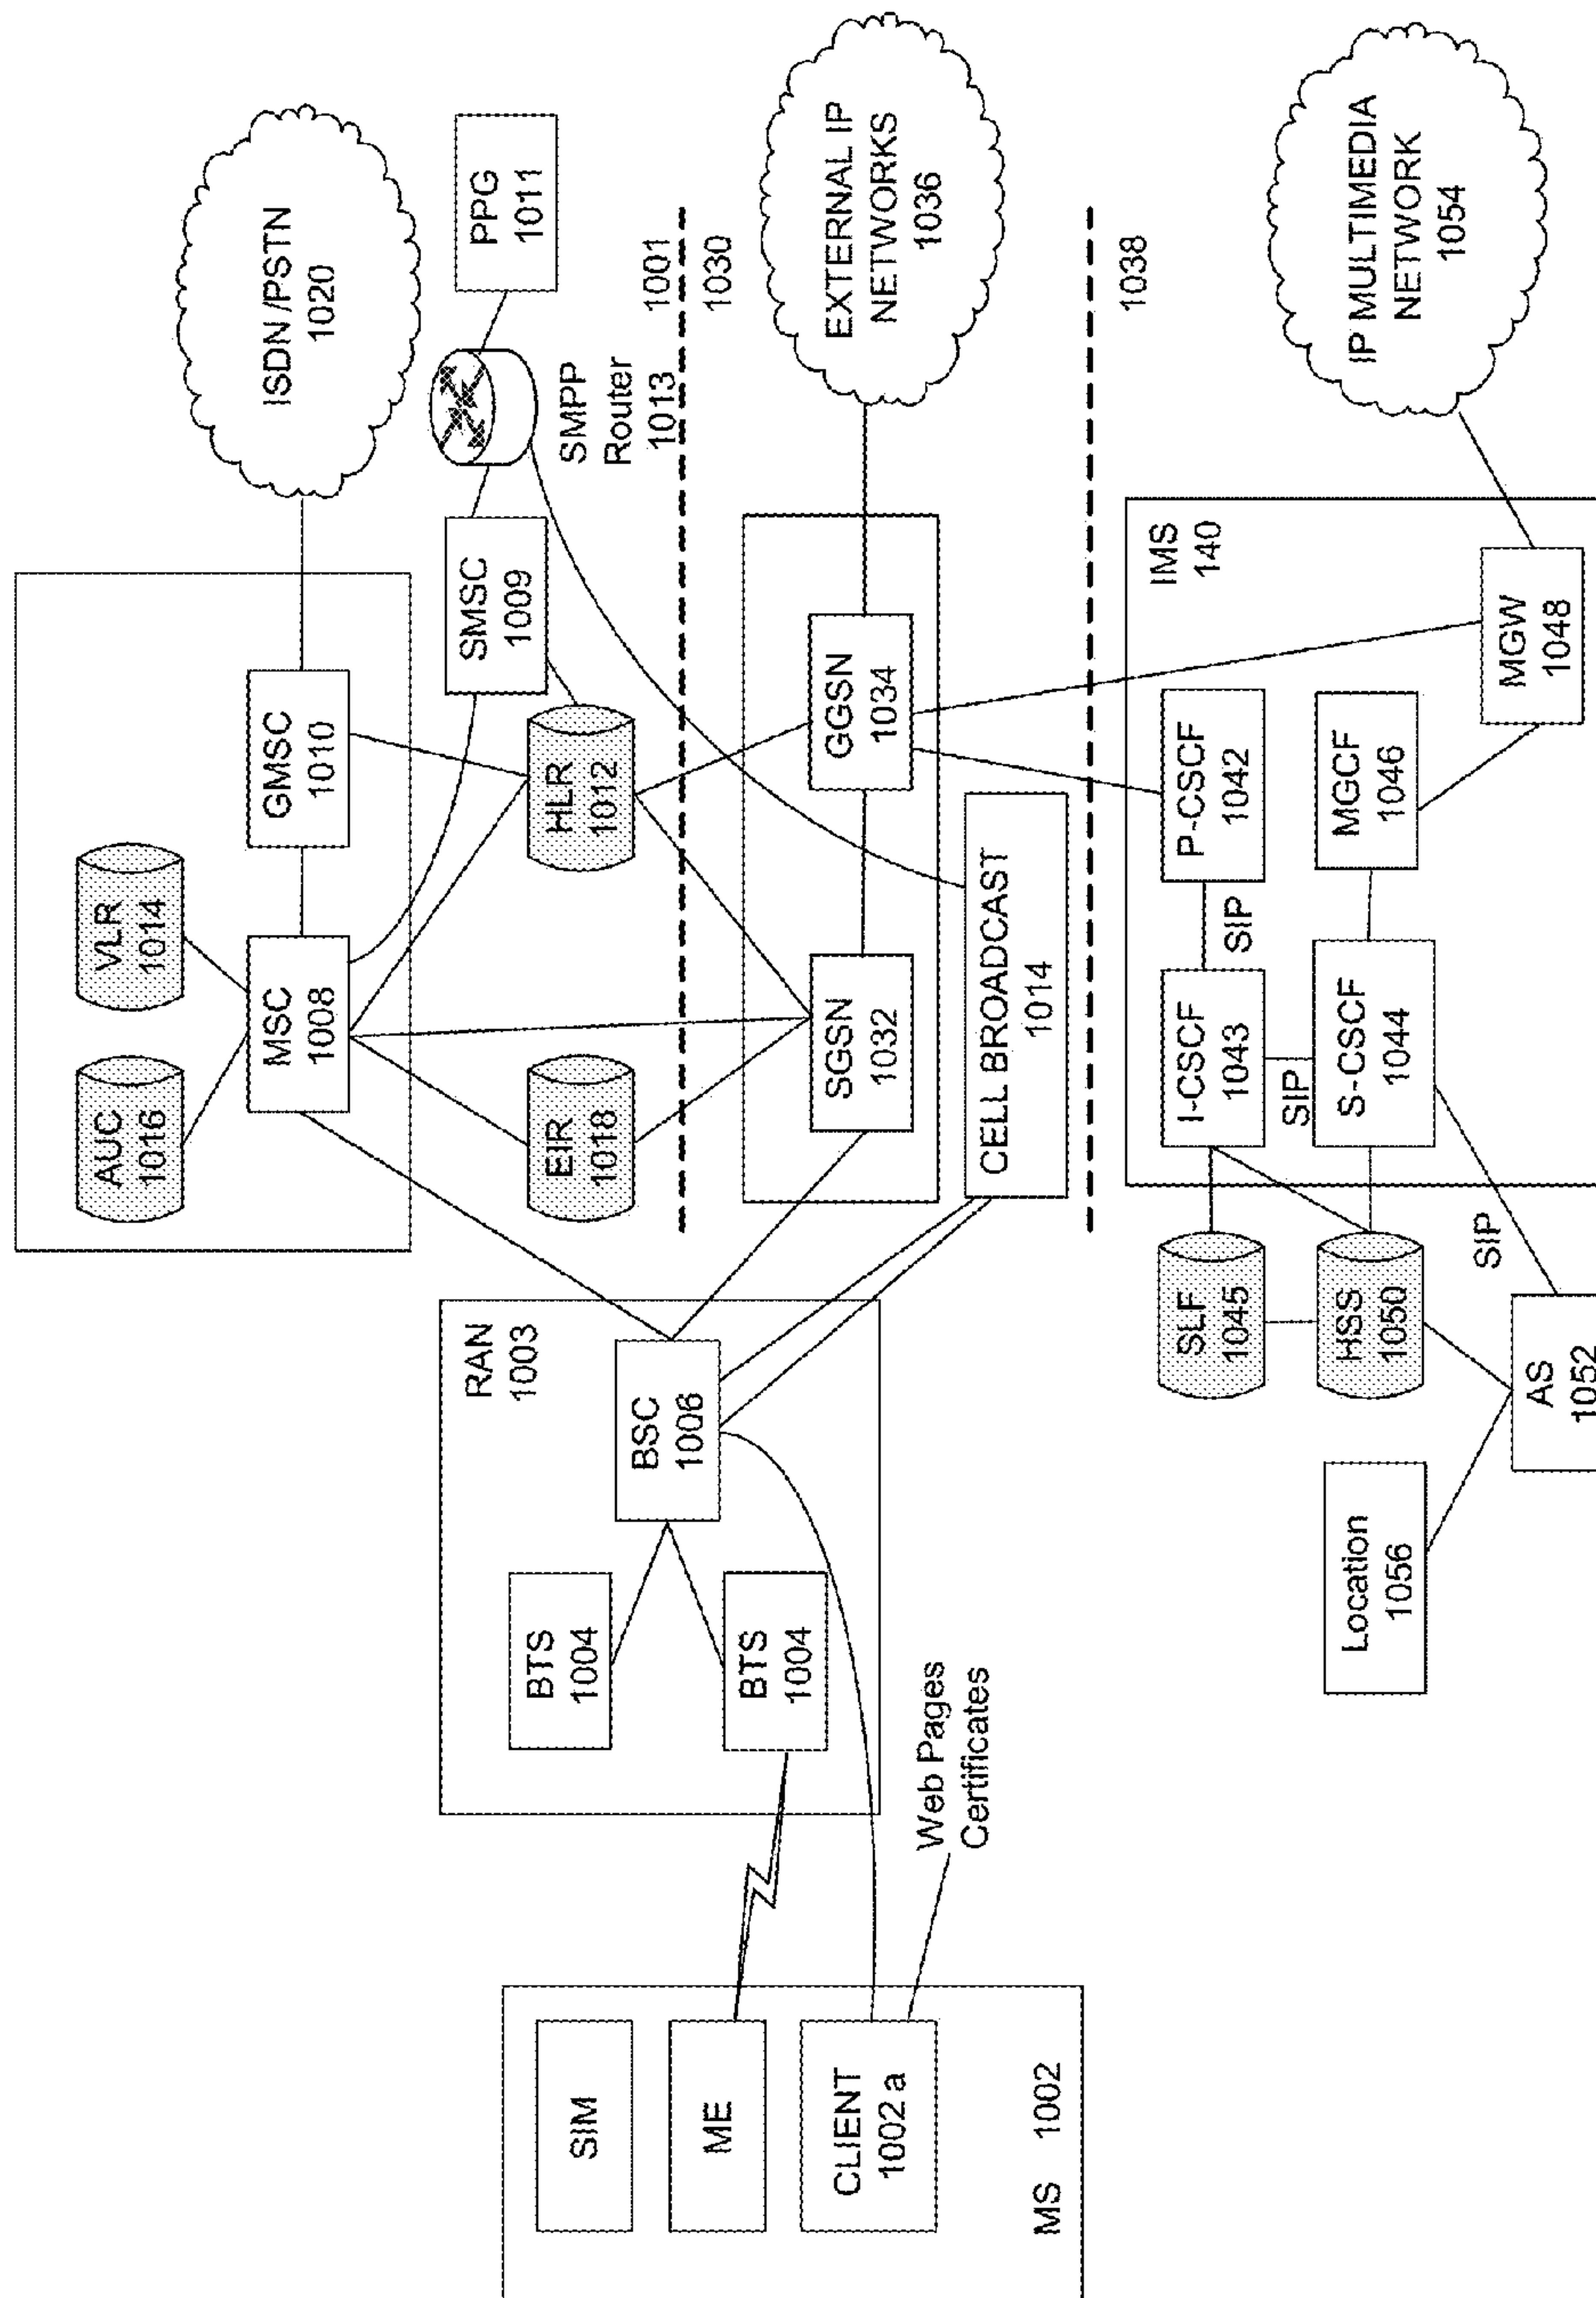 AUC
1016
VLR
1014
MSC
1008
GMSC
1010
ISDN /PSTN
1020
SMSC
1009
SMPP
Router
1013
PPG
1011
EIR
1018
HLR
1012
1001
1030
RAN
1003
BTS
1004
BTS
1004
BSC
1006
SIM
ME
CLIENT
1002 a
MS 1002
Web Pages
Certificates
SGSN
1032
GGSN
1034
EXTERNAL IP
NETWORKS
1036
CELL BROADCAST
1014
1038
IMS
140
I-CSCF
1043
SIP
P-CSCF
1042
SIP
S-CSCF
1044
MGCF
1046
MGW
1048
IP MULTIMEDIA
NETWORK
1054
SLF
1045
HSS
1050
SIP
Location
1056
AS
1052